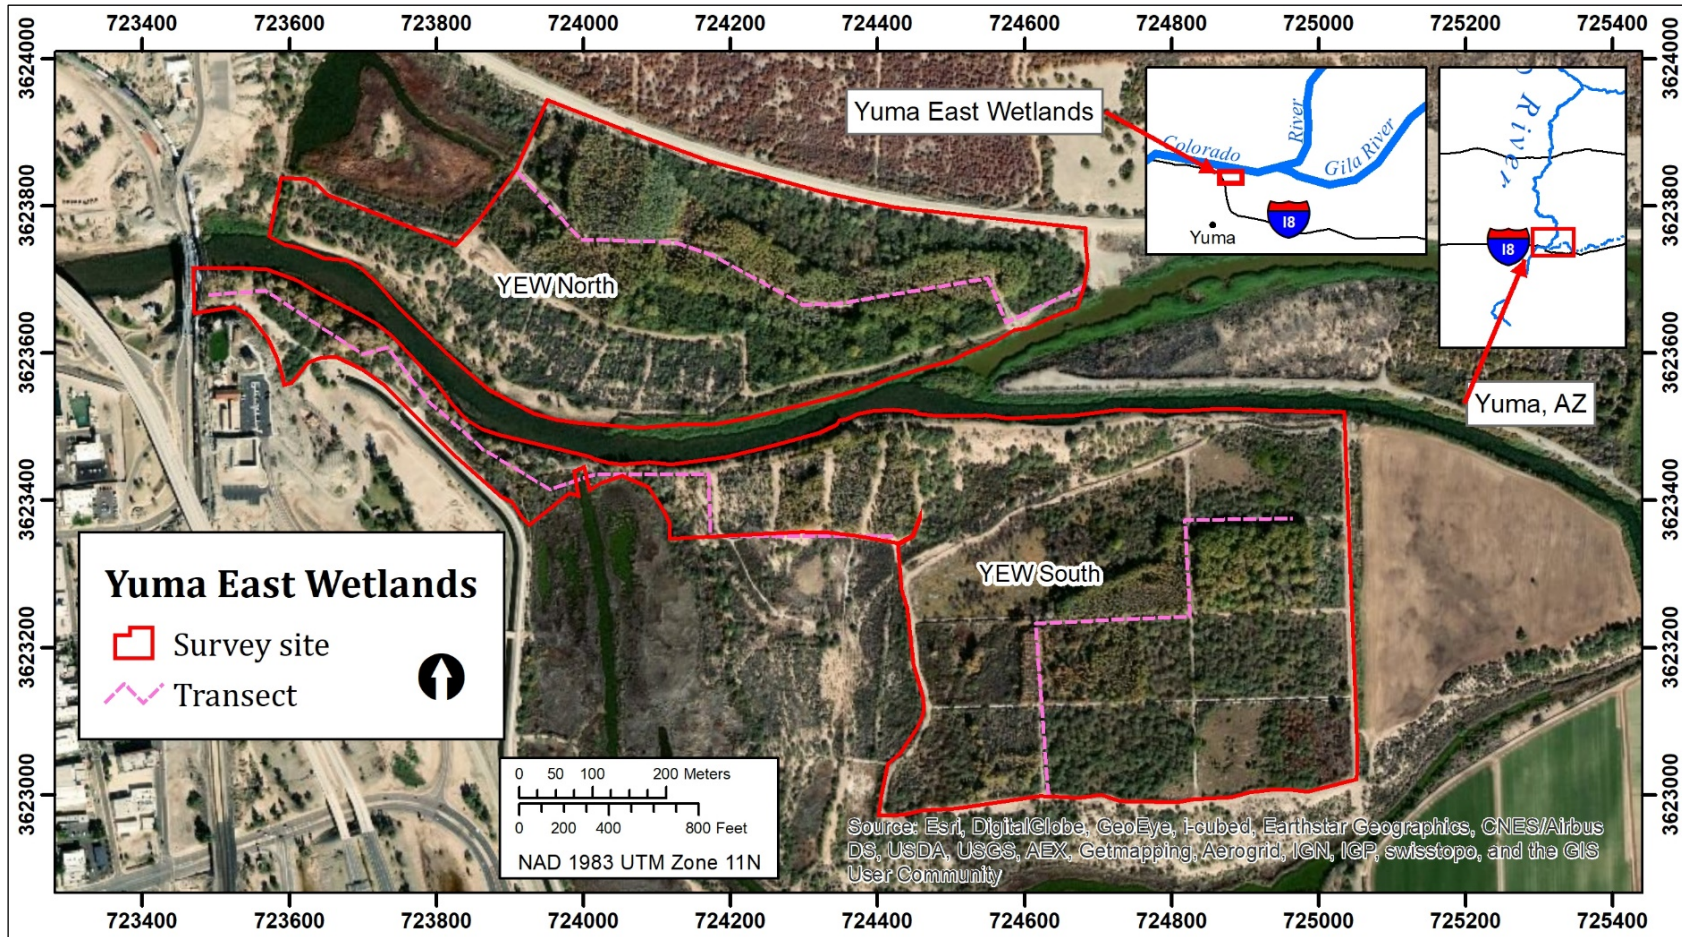 723400 723600 723800 724000 724200 724400 724600 724800 725000 725200 725400
3624000
3623800
3623600
3623400
3623200
3623000
3624000
3623800
3623600
3623400
3623200
3623000
Yuma East Wetlands
Colorado
River
Gila River
18
Yuma
River
18
Yuma, AZ
YEW North
YEW South
Yuma East Wetlands
Survey site
Transect
0 50 100 200 Meters
0 200 400 800 Feet
NAD 1983 UTM Zone 11N
Source: Esri, DigitalGlobe, GeoEye, i-cubed, Earthstar Geographics, CNES/Airbus
DS, USDA, USGS, AEX, Getmapping, Aerogrid, IGN, IGP, swisstopo, and the GIS
User Community
723400 723600 723800 724000 724200 724400 724600 724800 725000 725200 725400